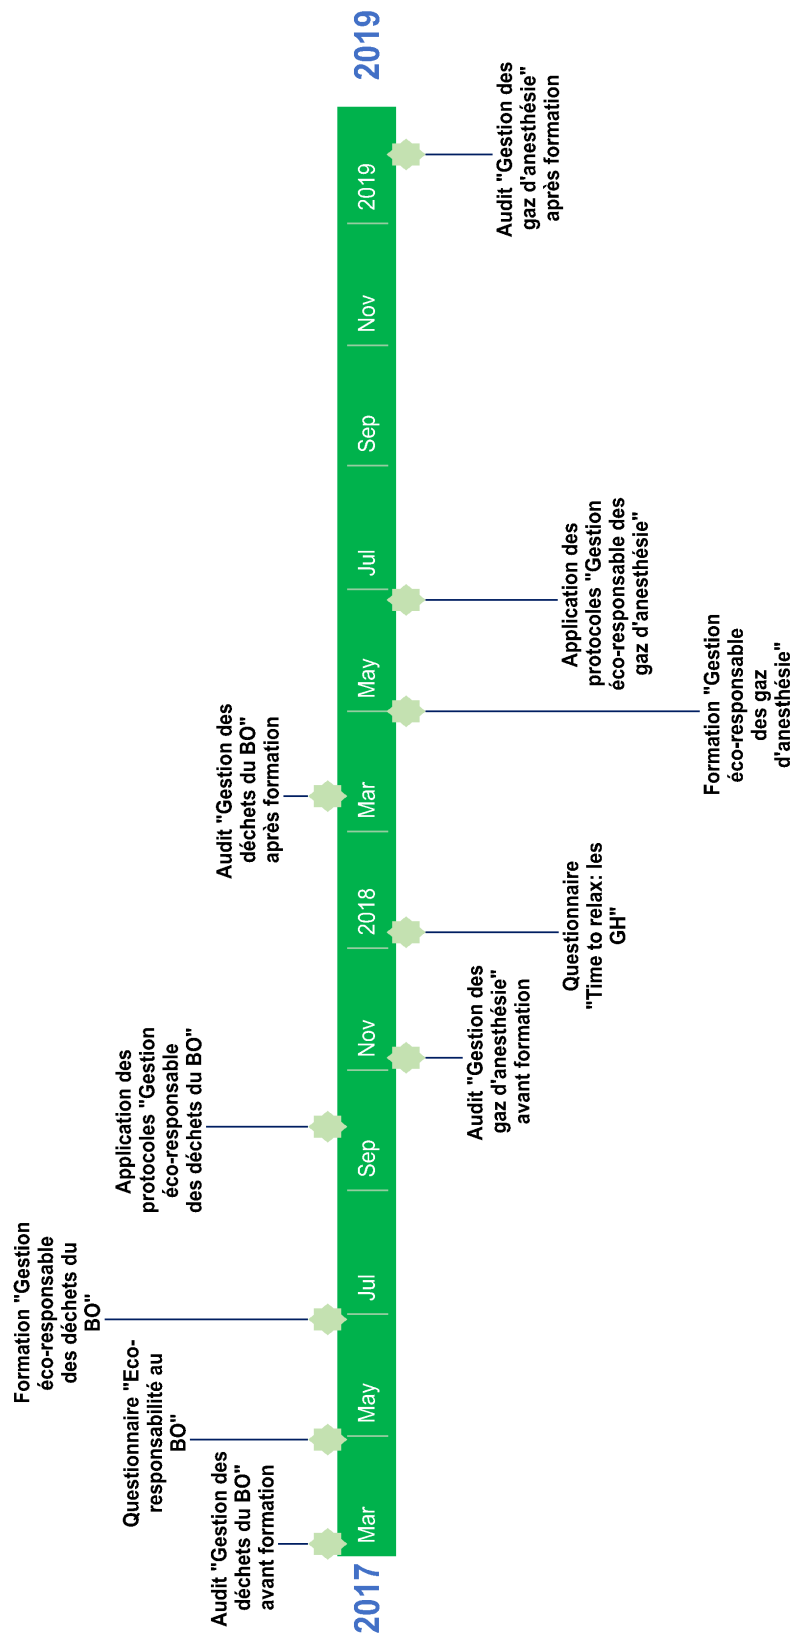 Audit "Gestion des
déchets du BO"
avant formation
Questionnaire "Eco-
responsabilité au
BO"
Formation "Gestion
éco-responsable
des déchets du
BO"
Application des
protocoles "Gestion
éco-responsable
des déchets du BO"
Audit "Gestion des
déchets du BO"
après formation
2017
Mar
May
Jul
Sep
Nov
2018
Mar
May
Jul
Sep
Nov
2019
2019
Audit "Gestion des
gaz d'anesthésie"
avant formation
Questionnaire
"Time to relax: les
GH"
Formation "Gestion
éco-responsable
des gaz
d'anesthésie"
Application des
protocoles "Gestion
éco-responsable des
gaz d'anesthésie"
Audit "Gestion des
gaz d'anesthésie"
après formation